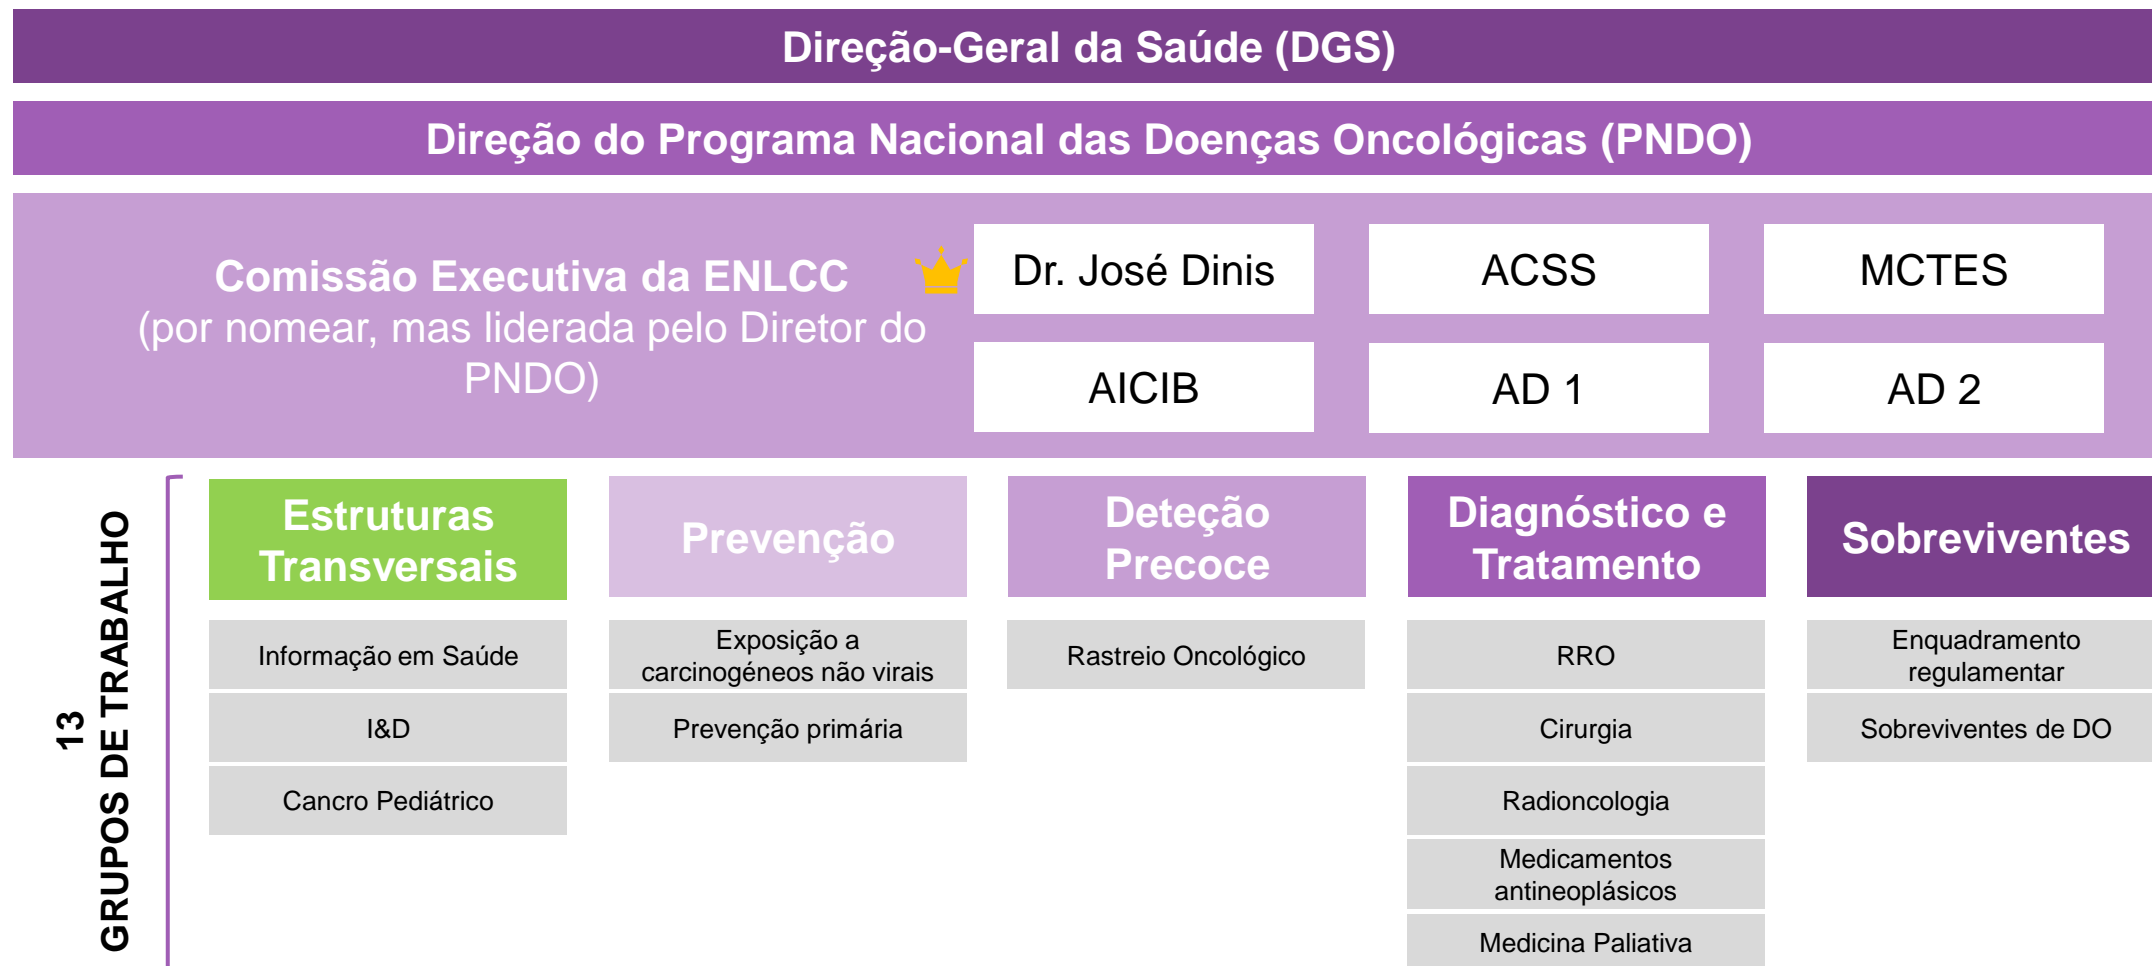 Direção-Geral da Saúde (DGS)
Direção do Programa Nacional das Doenças Oncológicas (PNDO)
Comissão Executiva da ENLCC
(por nomear, mas liderada pelo Diretor do
PNDO)
Dr. José Dinis
ACSS
MCTES
AICIB
AD 1
AD 2
13
GRUPOS DE TRABALHO
Estruturas
Transversais
Informação em Saúde
I&D
Cancro Pediátrico
Prevenção
Exposição a
carcinogéneos não virais
Prevenção primária
Deteção
Precoce
Rastreio Oncológico
Diagnóstico e
Tratamento
RRO
Cirurgia
Radioncologia
Medicamentos
antineoplásicos
Medicina Paliativa
Sobreviventes
Enquadramento
regulamentar
Sobreviventes de DO